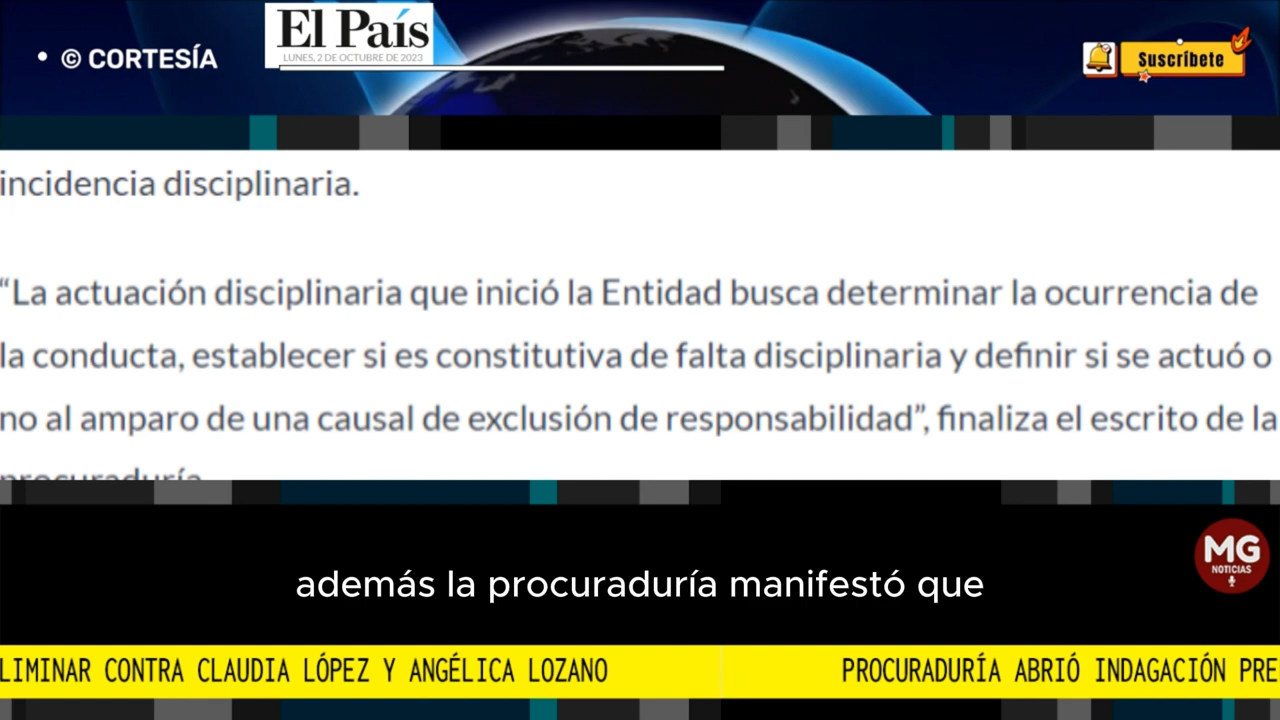 • © CORTESÍA
El País
LUNES, 2 DE OCTUBRE DE 2023
Suscríbete
incidencia disciplinaria.
“La actuación disciplinaria que inició la Entidad busca determinar la ocurrencia de
la conducta, establecer si es constitutiva de falta disciplinaria y definir si se actuó o
no al amparo de una causal de exclusión de responsabilidad”, finaliza el escrito de la
procuraduría
además la procuraduría manifestó que
MG
NOTICIAS
LIMINAR CONTRA CLAUDIA LÓPEZ Y ANGÉLICA LOZANO PROCURADURÍA ABRIÓ INDAGACIÓN PRE